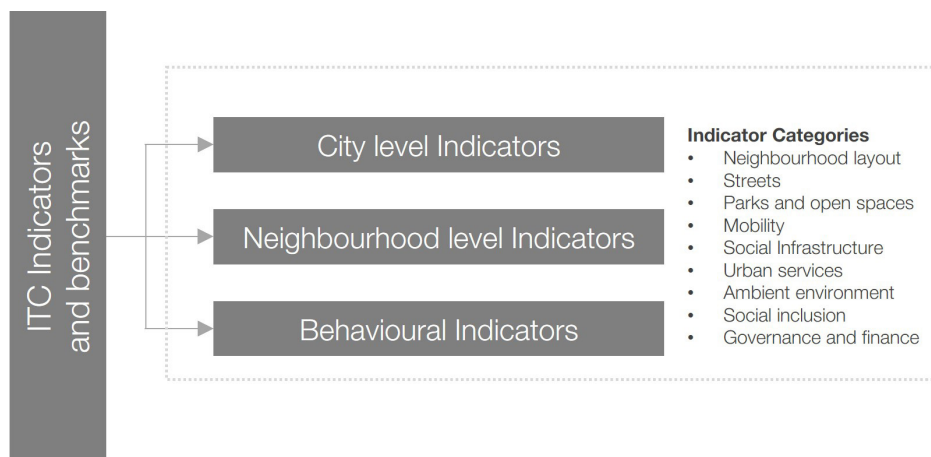 ITC Indicators
and benchmarks
City level Indicators
Neighbourhood level Indicators
Behavioural Indicators
Indicator Categories
• Neighbourhood layout
• Streets
• Parks and open spaces
• Mobility
• Social Infrastructure
• Urban services
• Ambient environment
• Social inclusion
• Governance and finance